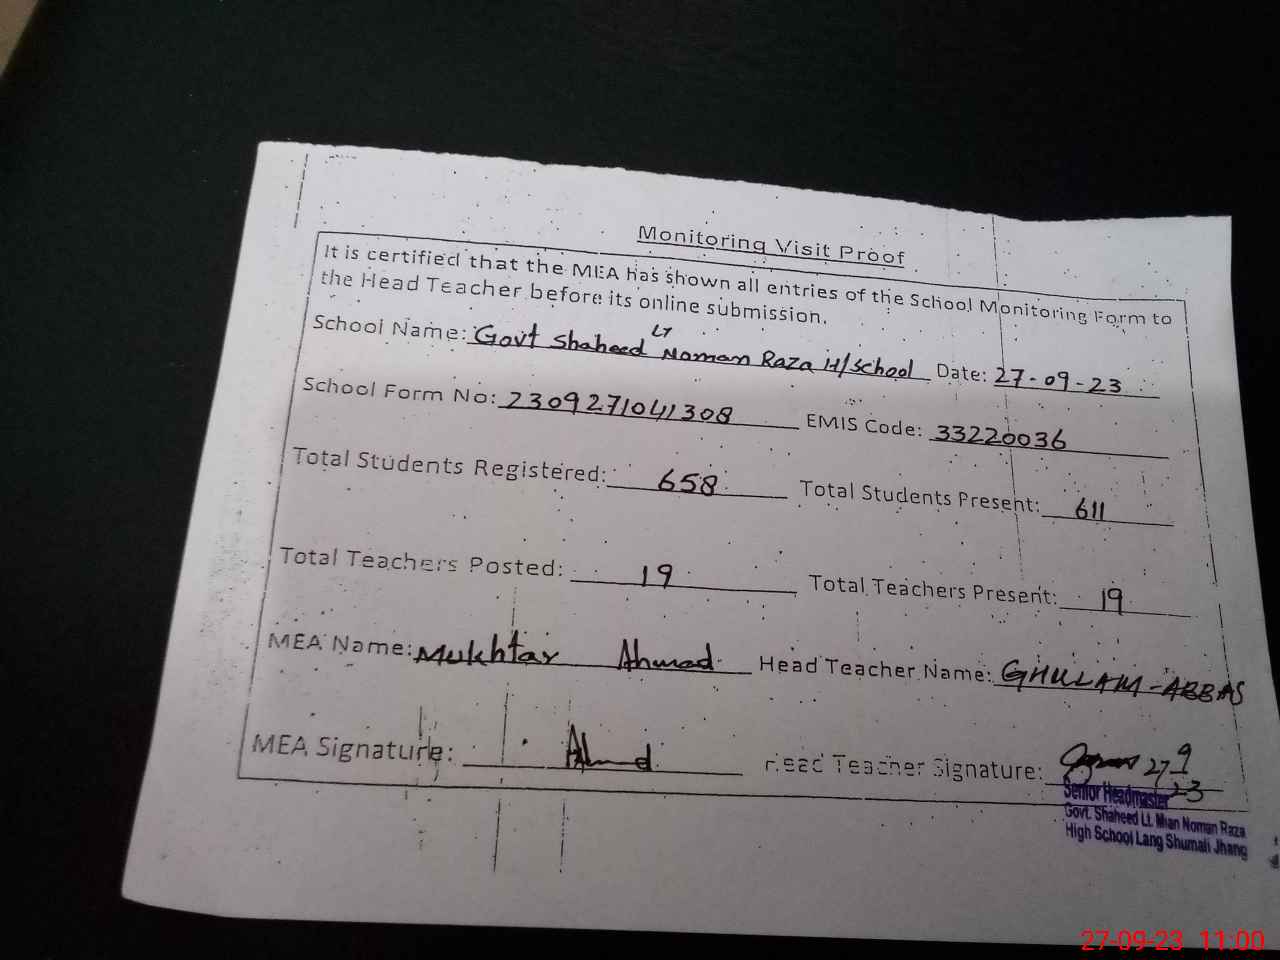 Monitoring Visit Proof
It is certified that the MEA has shown all entries of the School Monitoring Form to
the Head Teacher before its online submission.
School Name: Govt Shaheed Lt Noman Raza H/School Date: 27-09-23
School Form No: 2309271041308 EMIS Code: 33220036
Total Students Registered: 658 Total Students Present: 611
Total Teachers Posted: 19 Total Teachers Present: 19
MEA Name: Mukhtar Ahmad Head Teacher Name: GHULAM-ABBAS
MEA Signature: Ahmd Head Teacher Signature: 27/9/23
Senior Headmaster
Govt. Shaheed Lt. Mian Noman Raza
High School Lang Shumali Jhang
27-09-23 11:00